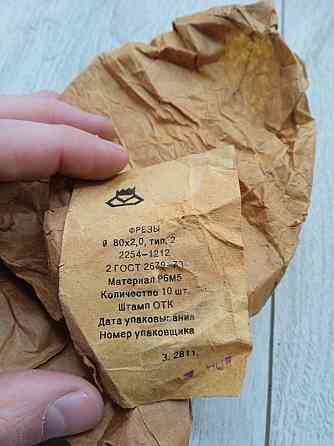 ФРЕЗЫ
ø 80х2,0, тип. 2
2254-1212
2 ГОСТ 2679-73
Материал Р6М5
Количество 10 шт.
Штамп ОТК
Дата упаковывания
Номер упаковщика
З. 2811.